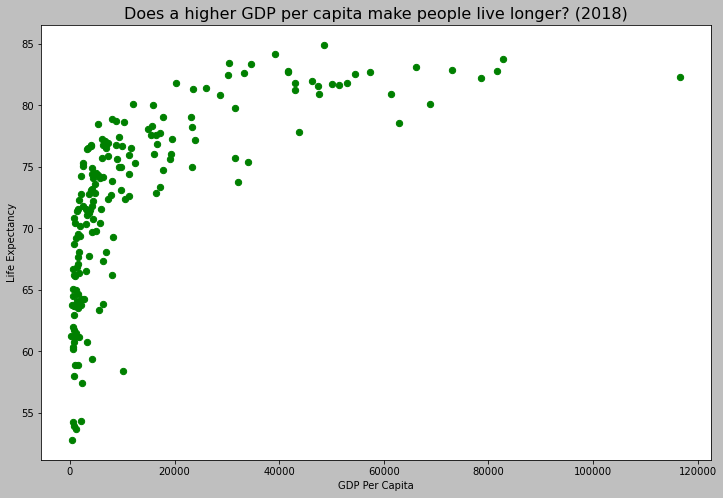 Does a higher GDP per capita make people live longer? (2018)
85
80
75
70
65
60
55
Life Expectancy
0 20000 40000 60000 80000 100000 120000
GDP Per Capita